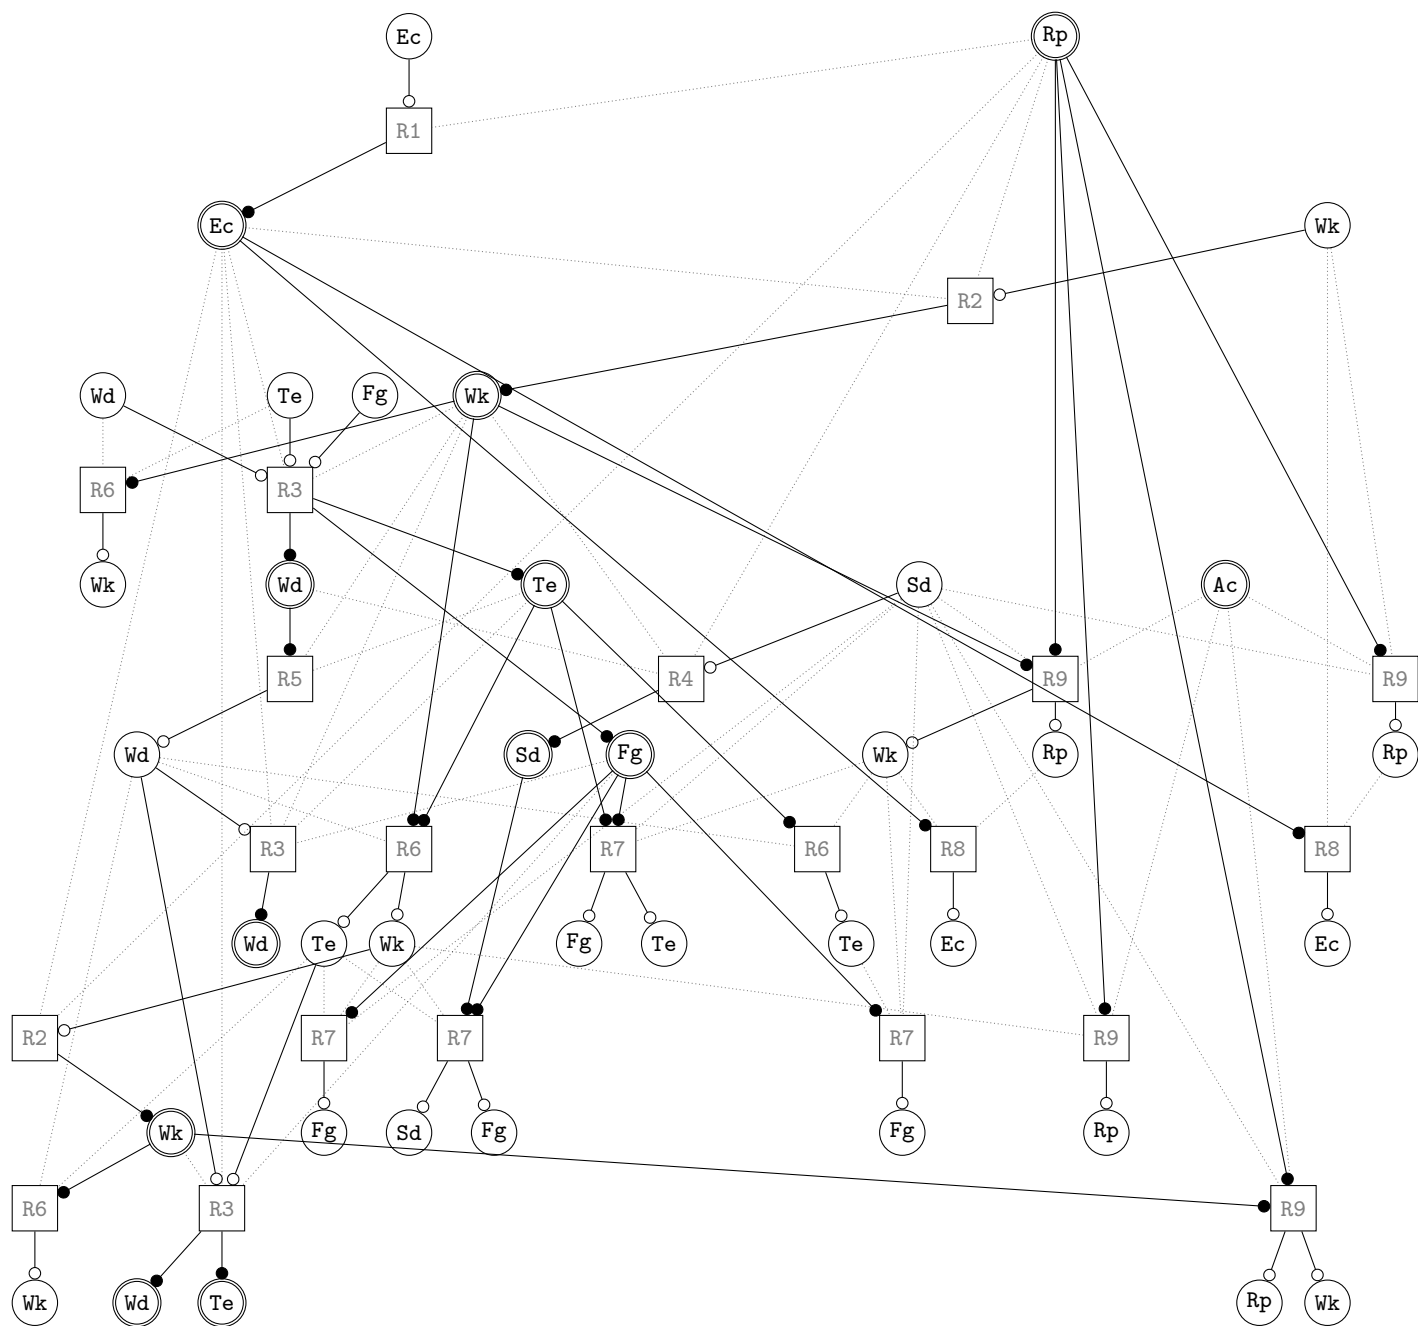 Ec Rp
R1
Ec Wk
R2
Wd Te Fg Wk
R6 R3
Wk Wd Te Sd Ac
R5 R4 R9 R9
Wd Sd Fg Wk Rp Rp
R3 R6 R7 R6 R8 R8
Wd Te Wk Fg Te Te Ec Ec
R2 R7 R7 R7 R9
Wk Fg Sd Fg Fg Rp
R6 R3 R9
Wk Wd Te Rp Wk